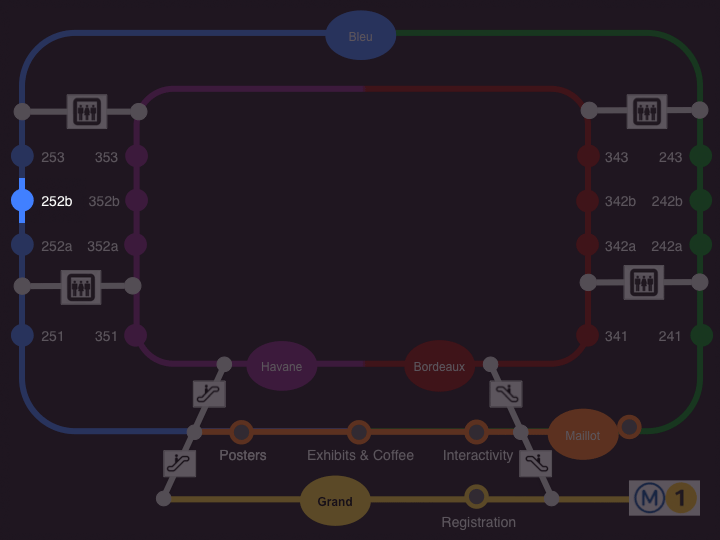 Bleu
253 353 343 243
252b 352b 342b 242b
252a 352a 342a 242a
251 351 341 241
Havane Bordeaux
Maillot
Posters Exhibits & Coffee Interactivity
Grand M 1
Registration